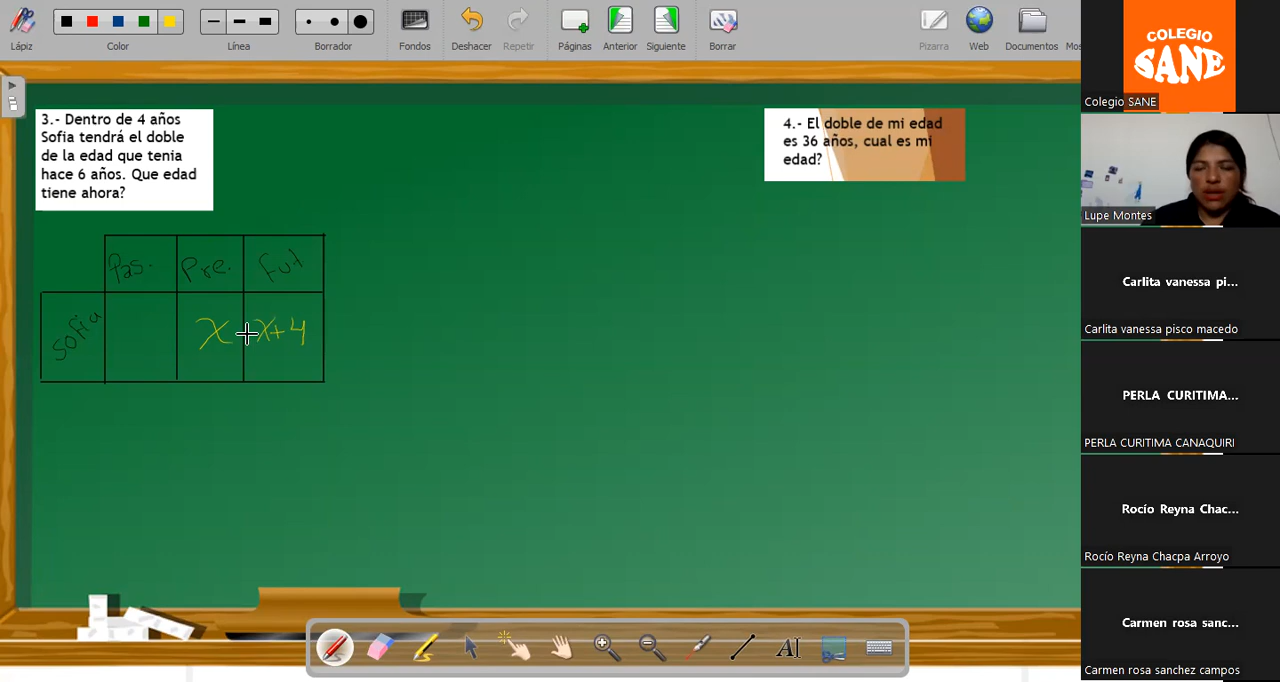 Lápiz
Color
Línea
Borrador
Fondos
Deshacer
Repetir
Páginas
Anterior
Siguiente
Borrar
Pizarra
Web
Documentos
Mos
3.- Dentro de 4 años
Sofia tendrá el doble
de la edad que tenia
hace 6 años. Que edad
tiene ahora?
4.- El doble de mi edad
es 36 años, cual es mi
edad?
Pas. Pre. Fut
Sofia x x+4
COLEGIO
SANE
Colegio SANE
Lupe Montes
Carlita vanessa pi...
Carlita vanessa pisco macedo
PERLA CURITIMA...
PERLA CURITIMA CANAQUIRI
Rocío Reyna Chac...
Rocío Reyna Chacpa Arroyo
Carmen rosa sanc...
Carmen rosa sanchez campos